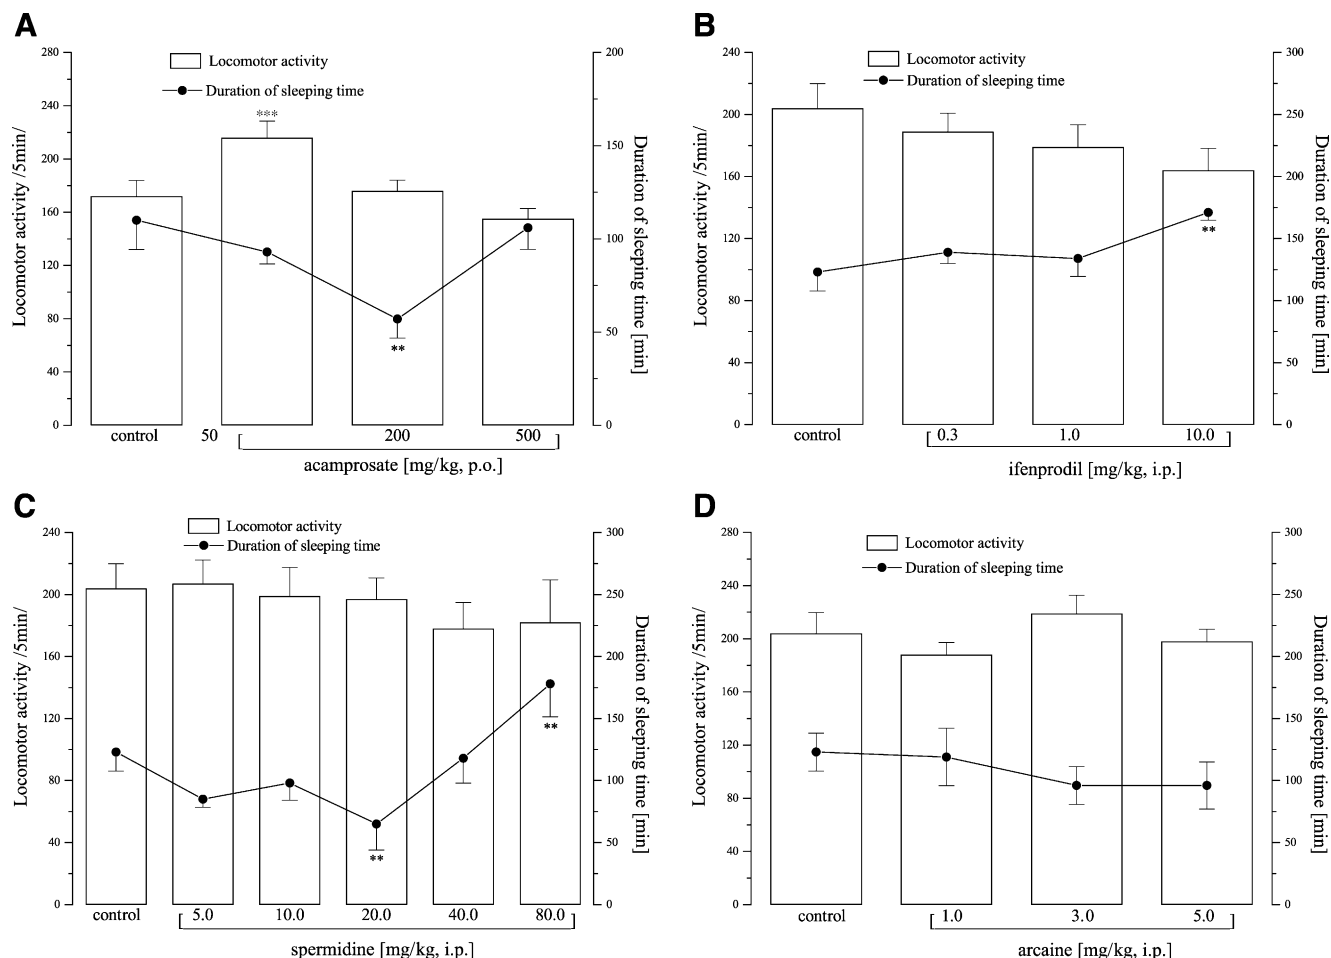 A
Locomotor activity
Duration of sleeping time
Locomotor activity /5min/
280
240
200
160
120
80
40
0
***
**
200
150
100
50
0
Duration of sleeping time [min]
control 50 200 500
acamprosate [mg/kg, p.o.]
B
Locomotor activity
Duration of sleeping time
Locomotor activity /5min/
240
200
160
120
80
40
0
**
300
250
200
150
100
50
0
Duration of sleeping time [min]
control 0.3 1.0 10.0
ifenprodil [mg/kg, i.p.]
C
Locomotor activity
Duration of sleeping time
Locomotor activity /5min/
240
200
160
120
80
40
0
**
**
300
250
200
150
100
50
0
Duration of sleeping time [min]
control 5.0 10.0 20.0 40.0 80.0
spermidine [mg/kg, i.p.]
D
Locomotor activity
Duration of sleeping time
Locomotor activity /5min/
280
240
200
160
120
80
40
0
300
250
200
150
100
50
0
Duration of sleeping time [min]
control 1.0 3.0 5.0
arcaine [mg/kg, i.p.]